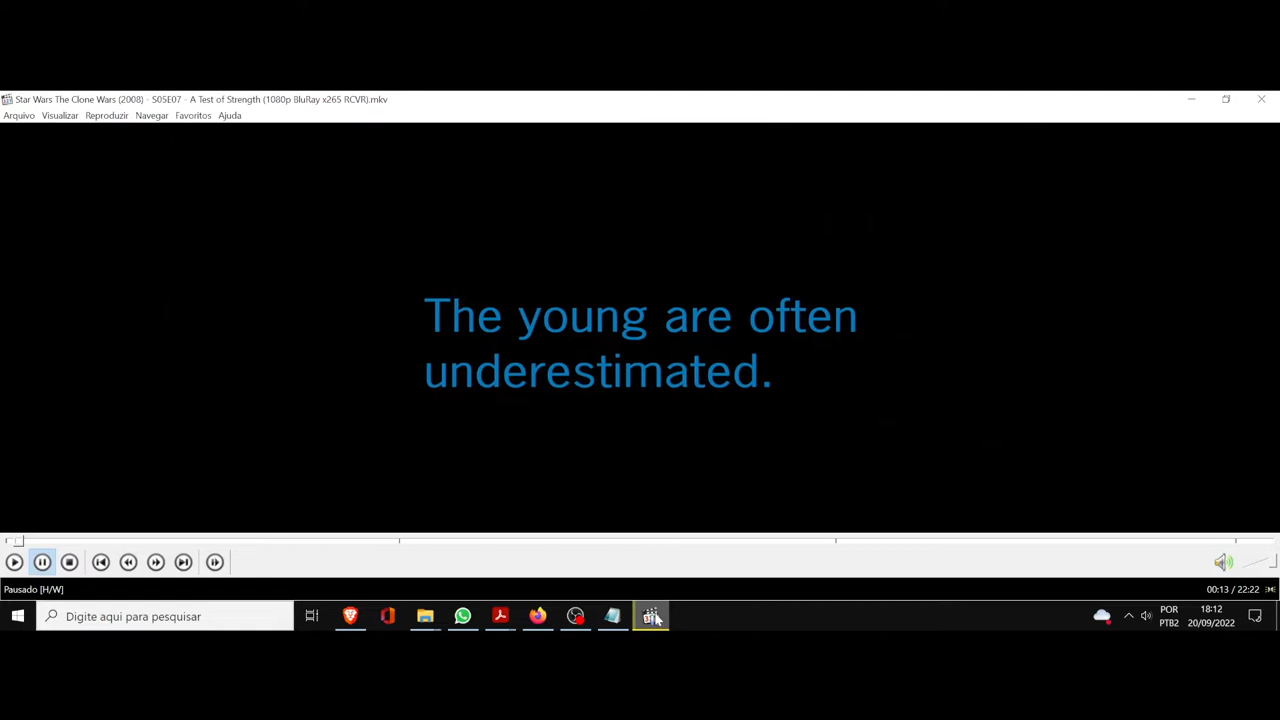 Star Wars The Clone Wars (2008) - S05E07 - A Test of Strength (1080p BluRay x265 RCVR).mkv
Arquivo Visualizar Reproduzir Navegar Favoritos Ajuda
The young are often
underestimated.
Pausado [H/W]
00:13 / 22:22
Digite aqui para pesquisar
POR
PTB2
18:12
20/09/2022